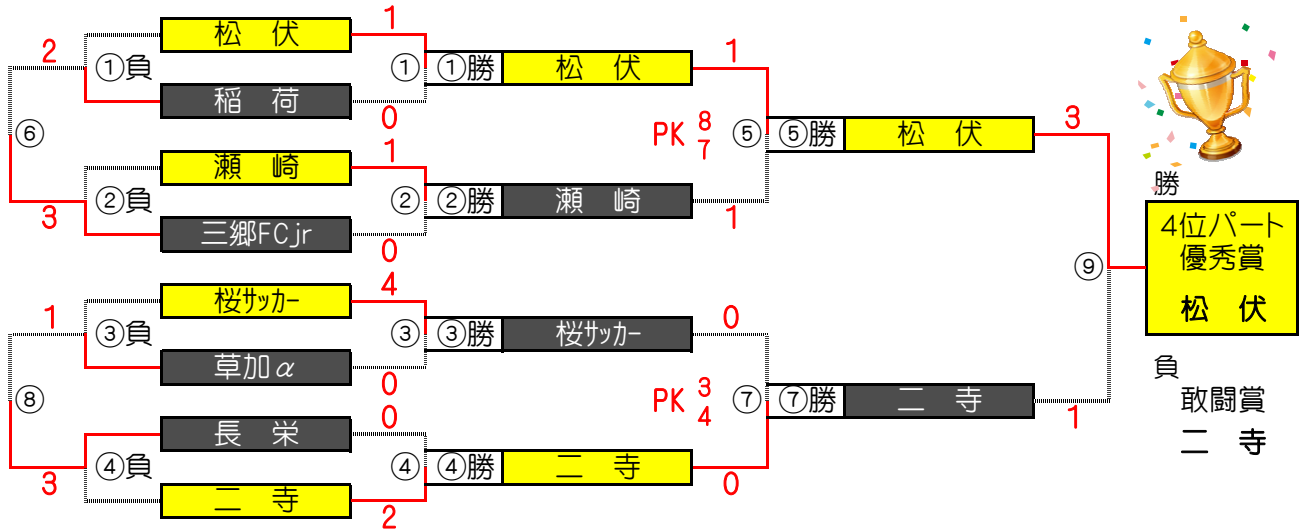 2
①負
松 伏
1
①
①勝
松 伏
1
稲 荷
0
⑥
PK 8
7
⑤
⑤勝
松 伏
3
②負
瀬 崎
1
②
②勝
瀬 崎
1
3
三郷FCjr
0
勝
4位パート
優秀賞
松 伏
⑨
1
③負
桜サッカー
4
③
③勝
桜サッカー
0
草加α
0
⑧
PK 3
4
⑦
⑦勝
二 寺
1
負
敢闘賞
二 寺
長 栄
0
④負
④
④勝
二 寺
0
3
二 寺
2